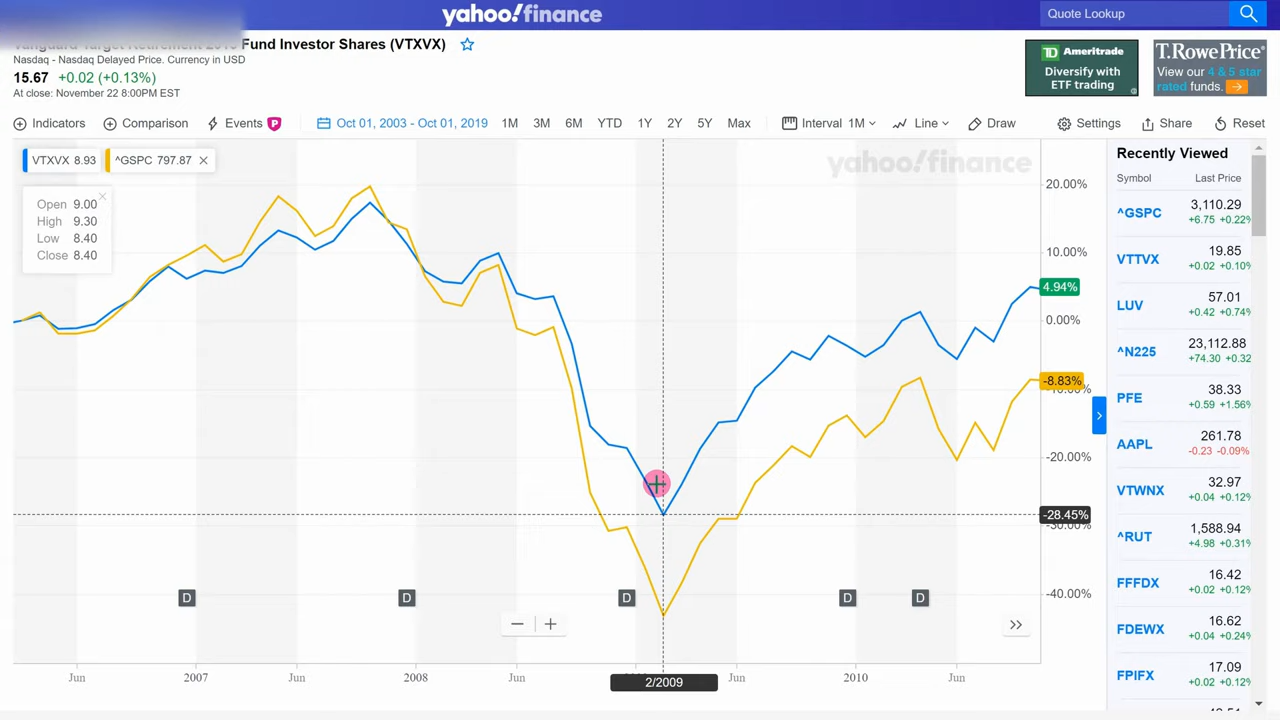 yahoo!finance
Quote Lookup
Fund Investor Shares (VTXVX)
Nasdaq - Nasdaq Delayed Price. Currency in USD
15.67 +0.02 (+0.13%)
At close: November 22 8:00PM EST
TD Ameritrade
Diversify with
ETF trading
T.RowePrice
View our 4 & 5 star
rated funds.
Indicators Comparison Events P Oct 01, 2003 - Oct 01, 2019 1M 3M 6M YTD 1Y 2Y 5Y Max Interval 1M Line Draw Settings Share Reset
VTXVX 8.93 ^GSPC 797.87
yahoo!finance
Open 9.00
High 9.30
Low 8.40
Close 8.40
20.00%
10.00%
4.94%
0.00%
-8.83%
-10.00%
-20.00%
-28.45%
-30.00%
-40.00%
D D D D D
Jun 2007 Jun 2008 Jun 2/2009 Jun 2010 Jun
Recently Viewed
Symbol Last Price
^GSPC 3,110.29
+6.75 +0.22%
VTTVX 19.85
+0.02 +0.10%
LUV 57.01
+0.42 +0.74%
^N225 23,112.88
+74.30 +0.32
PFE 38.33
+0.59 +1.56%
AAPL 261.78
-0.23 -0.09%
VTWNX 32.97
+0.04 +0.12%
^RUT 1,588.94
+4.98 +0.31%
FFFDX 16.42
+0.02 +0.12%
FDEWX 16.62
+0.04 +0.24%
FPIFX 17.09
+0.02 +0.12%